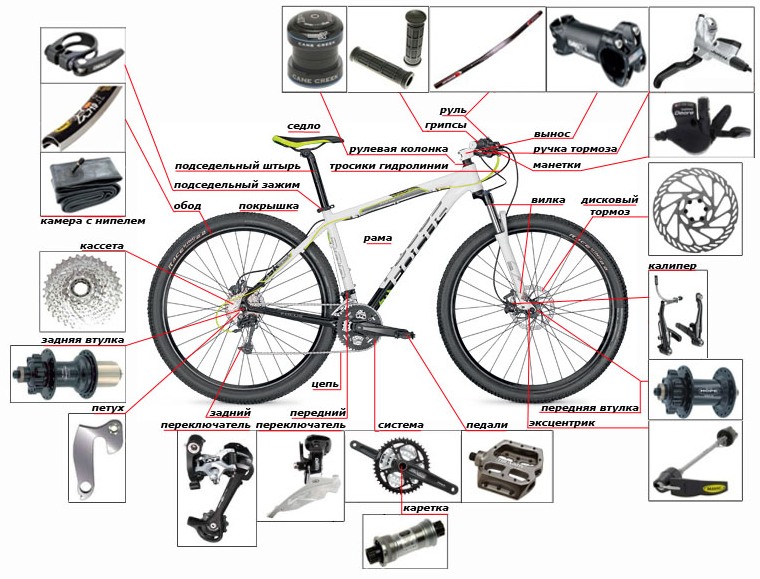 CANE CREEK
CANE CREEK
руль
грипсы
седло
рулевая колонка
вынос
ручка тормоза
тросики гидролинии
манетки
подседельный штырь
подседельный зажим
обод
покрышка
вилка
дисковый
тормоз
камера с нипелем
рама
FOCUS
кассета
калипер
задняя втулка
цепь
петух
задний
переключатель
передний
переключатель
система
педали
передняя втулка
эксцентрик
каретка